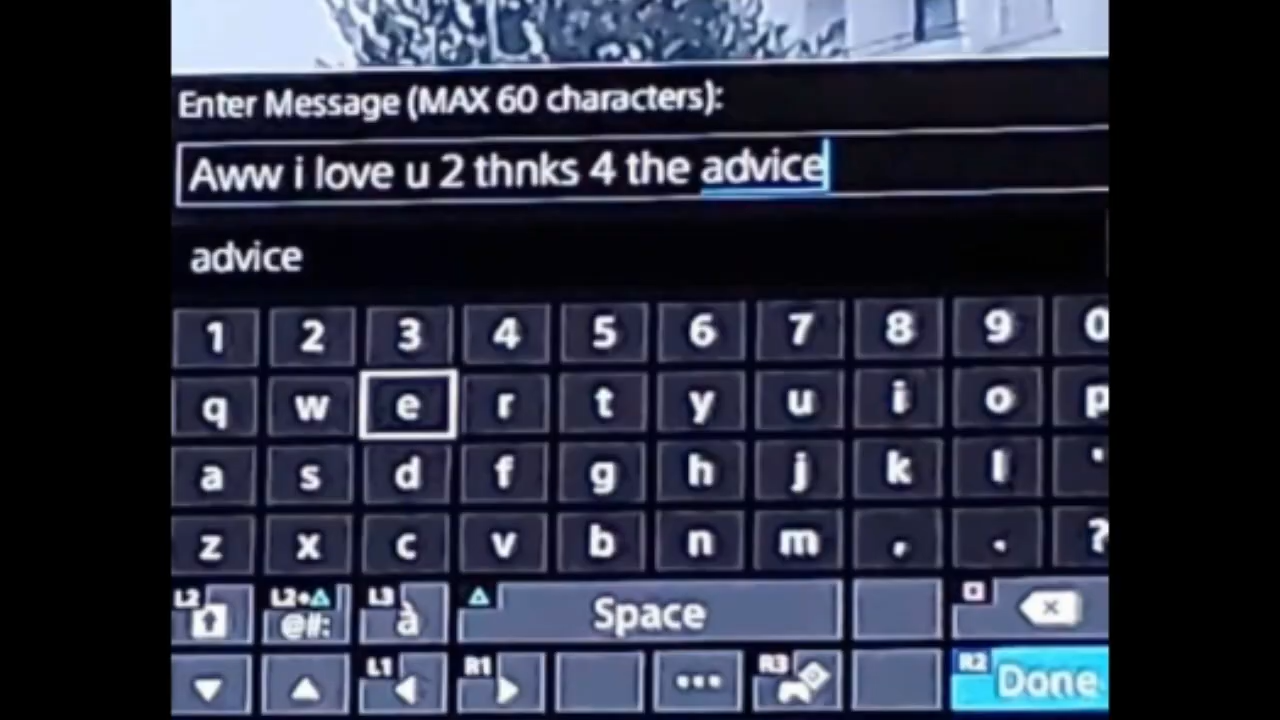 Enter Message (MAX 60 characters):
Aww i love u 2 thnks 4 the advice
advice
1 2 3 4 5 6 7 8 9 0
q w e r t y u i o p
a s d f g h j k l '
z x c v b n m , . ?
L2 L2+△ @#: L3 à △ Space
L1 R1 ... R3 R2 Done